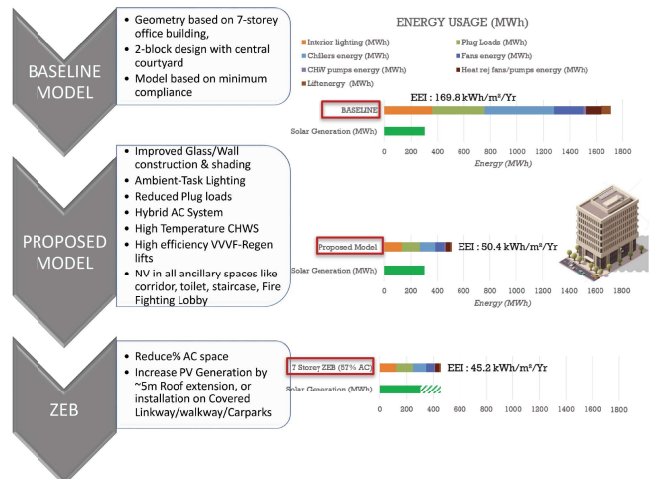 ENERGY USAGE (MWh)
BASELINE
MODEL
• Geometry based on 7-storey
office building,
• 2-block design with central
courtyard
• Model based on minimum
compliance
Interior lighting (MWh)
Plug Loads (MWh)
Chillers energy (MWh)
Fans energy (MWh)
CHW pumps energy (MWh)
Heat rej fans/pumps energy (MWh)
Liftenergy (MWh)
EEI : 169.8 kWh/m²/Yr
BASELINE
Solar Generation (MWh)
0 200 400 600 800 1000 1200 1400 1600 1800
Energy (MWh)
PROPOSED
MODEL
• Improved Glass/Wall
construction & shading
• Ambient-Task Lighting
• Reduced Plug loads
• Hybrid AC System
• High Temperature CHWS
• High efficiency VVVF-Regen
lifts
• NV in all ancillary spaces like
corridor, toilet, staircase, Fire
Fighting Lobby
Proposed Model
EEI : 50.4 kWh/m²/Yr
Solar Generation (MWh)
0 200 400 600 800 1000 1200 1400 1600 1800
Energy (MWh)
ZEB
• Reduce% AC space
• Increase PV Generation by
~5m Roof extension, or
installation on Covered
Linkway/walkway/Carparks
7 Storey ZEB (57% AC)
EEI : 45.2 kWh/m²/Yr
Solar Generation (MWh)
0 200 400 600 800 1000 1200 1400 1600 1800